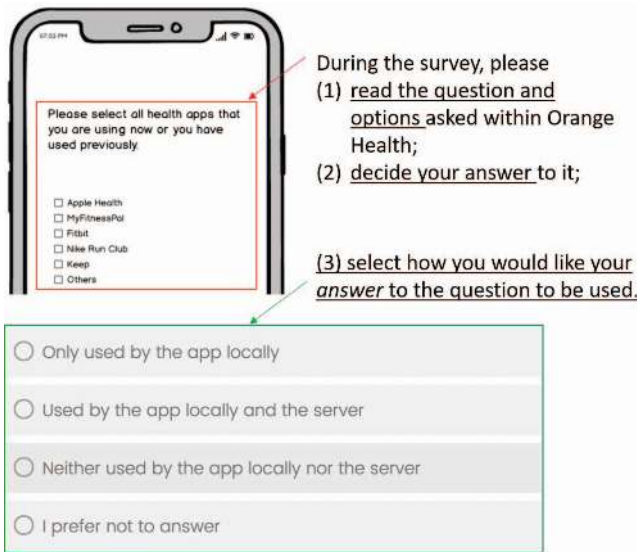 07:02 PM
Please select all health apps that
you are using now or you have
used previously.
Apple Health
MyFitnessPal
Fitbit
Nike Run Club
Keep
Others
During the survey, please
(1) read the question and
options asked within Orange
Health;
(2) decide your answer to it;
(3) select how you would like your
answer to the question to be used.
Only used by the app locally
Used by the app locally and the server
Neither used by the app locally nor the server
I prefer not to answer